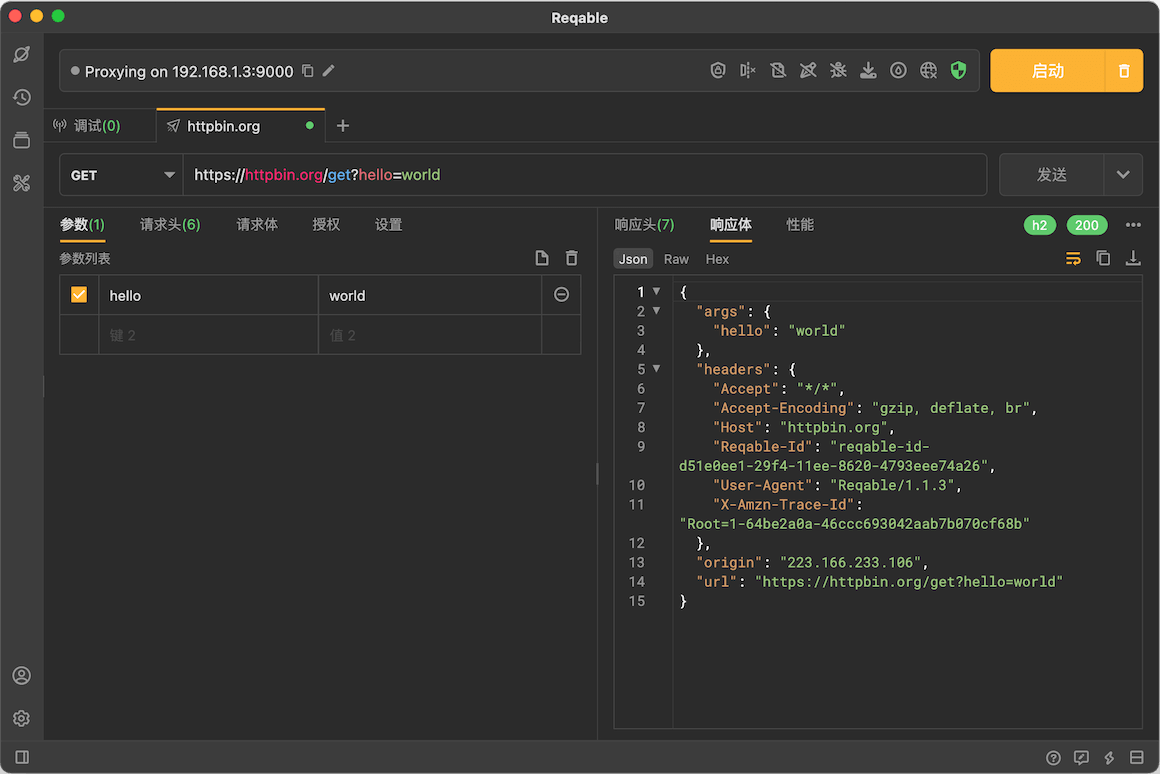 Reqable
Proxying on 192.168.1.3:9000
启动
调试(0)
httpbin.org
GET
https://httpbin.org/get?hello=world
发送
参数(1)
请求头(6)
请求体
授权
设置
参数列表
hello
world
键 2
值 2
响应头(7)
响应体
性能
h2
200
Json
Raw
Hex
1 {
2 "args": {
3 "hello": "world"
4 },
5 "headers": {
6 "Accept": "*/*",
7 "Accept-Encoding": "gzip, deflate, br",
8 "Host": "httpbin.org",
9 "Reqable-Id": "reqable-id-
d51e0ee1-29f4-11ee-8620-4793eee74a26",
10 "User-Agent": "Reqable/1.1.3",
11 "X-Amzn-Trace-Id":
"Root=1-64be2a0a-46ccc693042aab7b070cf68b"
12 },
13 "origin": "223.166.233.106",
14 "url": "https://httpbin.org/get?hello=world"
15 }